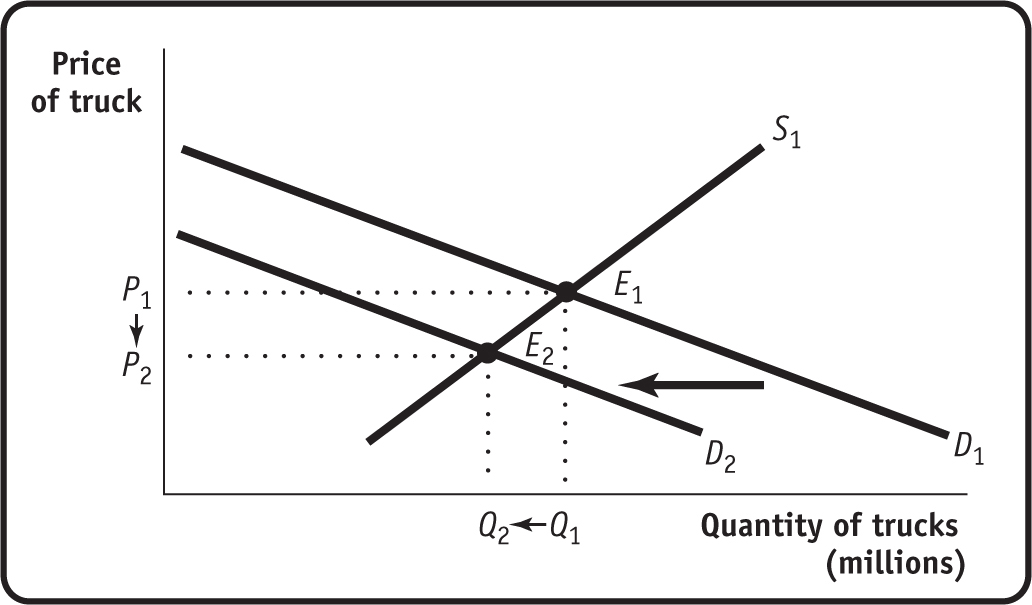 Price
of truck
S₁
P₁
E₁
E₂
P₂
D₁
D₂
Q₂ Q₁
Quantity of trucks
(millions)